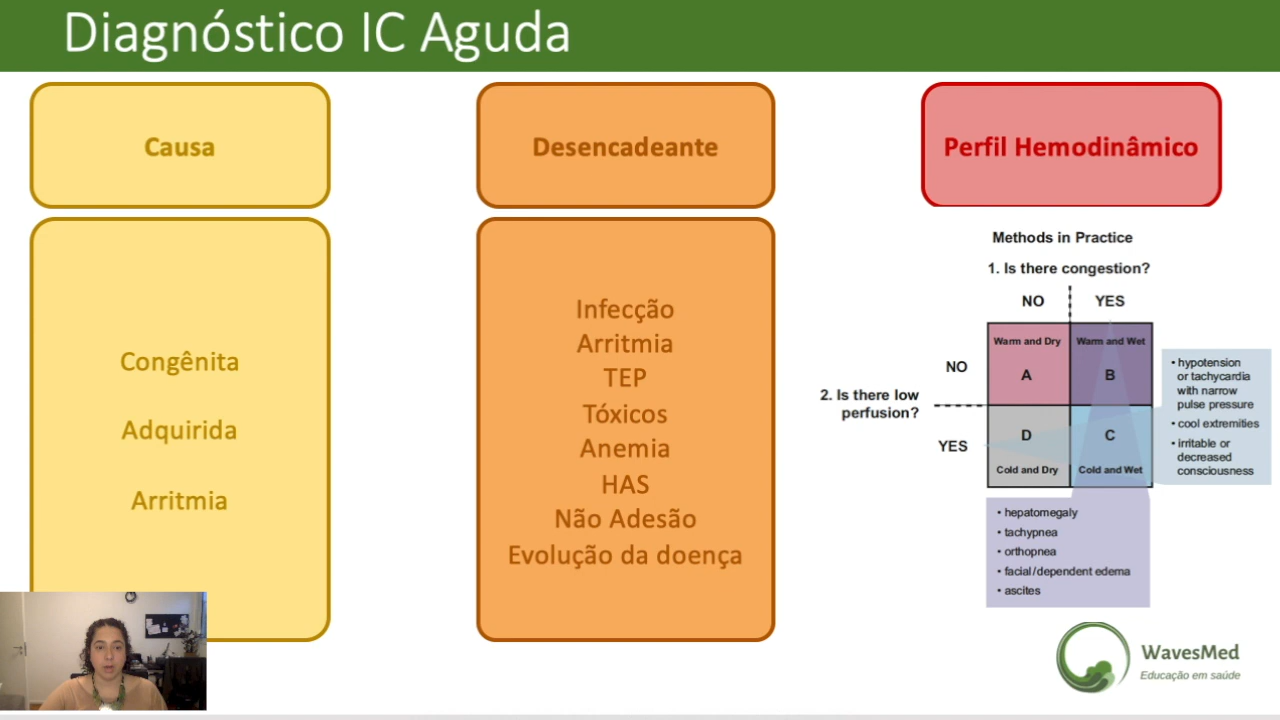 Diagnóstico IC Aguda
Causa
Congênita
Adquirida
Arritmia
Desencadeante
Infecção
Arritmia
TEP
Tóxicos
Anemia
HAS
Não Adesão
Evolução da doença
Perfil Hemodinâmico
Methods in Practice
1. Is there congestion?
NO YES
2. Is there low
perfusion?
NO
YES
Warm and Dry
A
Warm and Wet
B
D
Cold and Dry
C
Cold and Wet
• hypotension
or tachycardia
with narrow
pulse pressure
• cool extremities
• irritable or
decreased
consciousness
• hepatomegaly
• tachypnea
• orthopnea
• facial/dependent edema
• ascites
WavesMed
Educação em saúde